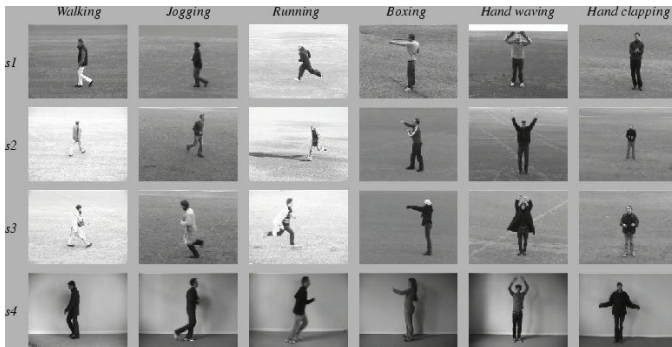 Walking Jogging Running Boxing Hand waving Hand clapping
s1
s2
s3
s4